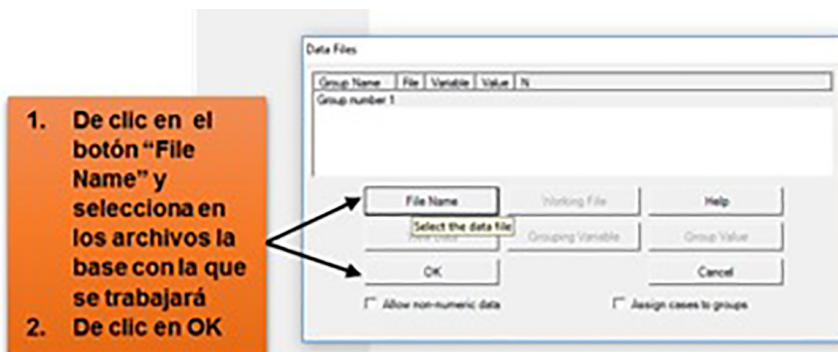 Data Files
Group Name File Variable Value N
Group number 1
1. De clic en el
botón “File
Name” y
selecciona en
los archivos la
base con la que
se trabajará
2. De clic en OK
File Name Working File Help
Select the data file
View Data Grouping Variable Group Value
OK Cancel
Allow non-numeric data Assign cases to groups